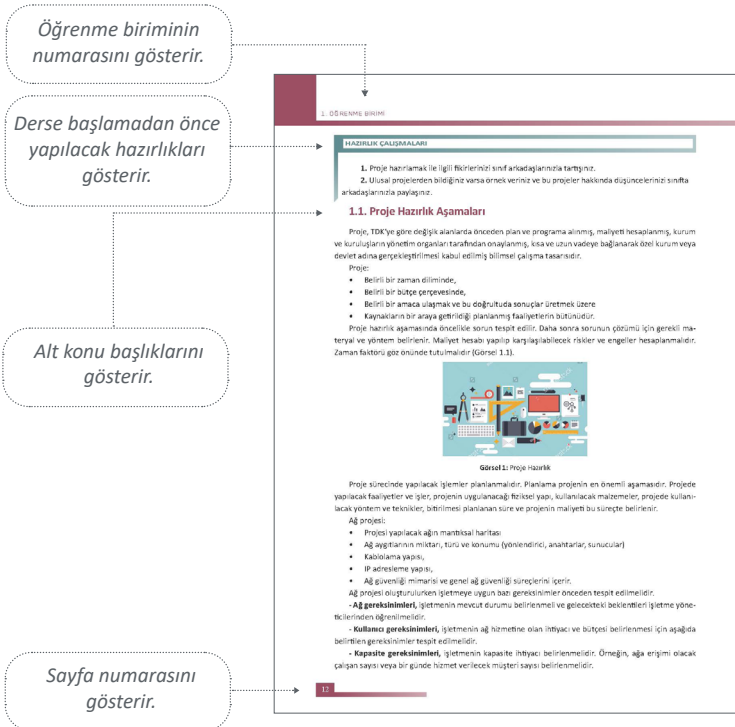 Öğrenme biriminin
numarasını gösterir.
Derse başlamadan önce
yapılacak hazırlıkları
gösterir.
Alt konu başlıklarını
gösterir.
Sayfa numarasını
gösterir.
1. ÖĞRENME BİRİMİ
HAZIRLIK ÇALIŞMALARI
1. Proje hazırlamak ile ilgili fikirlerinizi sınıf arkadaşlarınızla tartışınız.
2. Ulusal projelerden bildiğiniz varsa örnek veriniz ve bu projeler hakkında düşüncelerinizi sınıfta
arkadaşlarınızla paylaşınız.
1.1. Proje Hazırlık Aşamaları
Proje, TDK'ye göre değişik alanlarda önceden plan ve programa alınmış, maliyeti hesaplanmış, kurum
ve kuruluşların yönetim organları tarafından onaylanmış, kısa ve uzun vadeye bağlanarak özel kurum veya
devlet adına gerçekleştirilmesi kabul edilmiş bilimsel çalışma tasarısıdır.
Proje:
• Belirli bir zaman diliminde,
• Belirli bir bütçe çerçevesinde,
• Belirli bir amaca ulaşmak ve bu doğrultuda sonuçlar üretmek üzere
• Kaynakların bir araya getirildiği planlanmış faaliyetlerin bütünüdür.
Proje hazırlık aşamasında öncelikle sorun tespit edilir. Daha sonra sorunun çözümü için gerekli ma-
teryal ve yöntem belirlenir. Maliyet hesabı yapılıp karşılaşılabilecek riskler ve engeller hesaplanmalıdır.
Zaman faktörü göz önünde tutulmalıdır (Görsel 1.1).
Görsel 1: Proje Hazırlık
Proje sürecinde yapılacak işlemler planlanmalıdır. Planlama projenin en önemli aşamasıdır. Projede
yapılacak faaliyetler ve işler, projenin uygulanacağı fiziksel yapı, kullanılacak malzemeler, projede kullanı-
lacak yöntem ve teknikler, bitirilmesi planlanan süre ve projenin maliyeti bu süreçte belirlenir.
Ağ projesi:
• Projesi yapılacak ağın mantıksal haritası
• Ağ aygıtlarının miktarı, türü ve konumu (yönlendirici, anahtarlar, sunucular)
• Kablolama yapısı,
• IP adresleme yapısı,
• Ağ güvenliği mimarisi ve genel ağ güvenliği süreçlerini içerir.
Ağ projesi oluşturulurken işletmeye uygun bazı gereksinimler önceden tespit edilmelidir.
- Ağ gereksinimleri, işletmenin mevcut durumu belirlenmeli ve gelecekteki beklentileri işletme yöne-
ticilerinden öğrenilmelidir.
- Kullanıcı gereksinimleri, işletmenin ağ hizmetine olan ihtiyacı ve bütçesi belirlenmesi için aşağıda
belirtilen gereksinimler tespit edilmelidir.
- Kapasite gereksinimleri, işletmenin kapasite ihtiyacı belirlenmelidir. Örneğin, ağa erişimi olacak
çalışan sayısı veya bir günde hizmet verilecek müşteri sayısı belirlenmelidir.
12